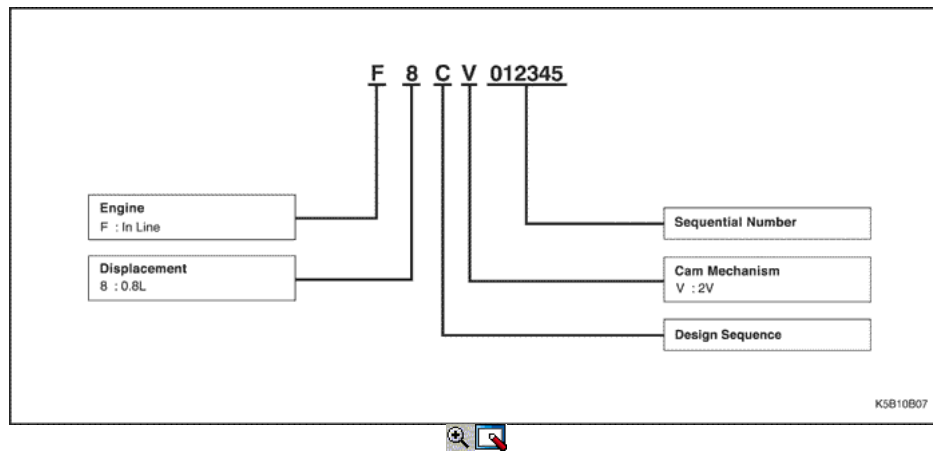 F 8 C V 012345
Engine
F : In Line
Displacement
8 : 0.8L
Sequential Number
Cam Mechanism
V : 2V
Design Sequence
K5B10B07